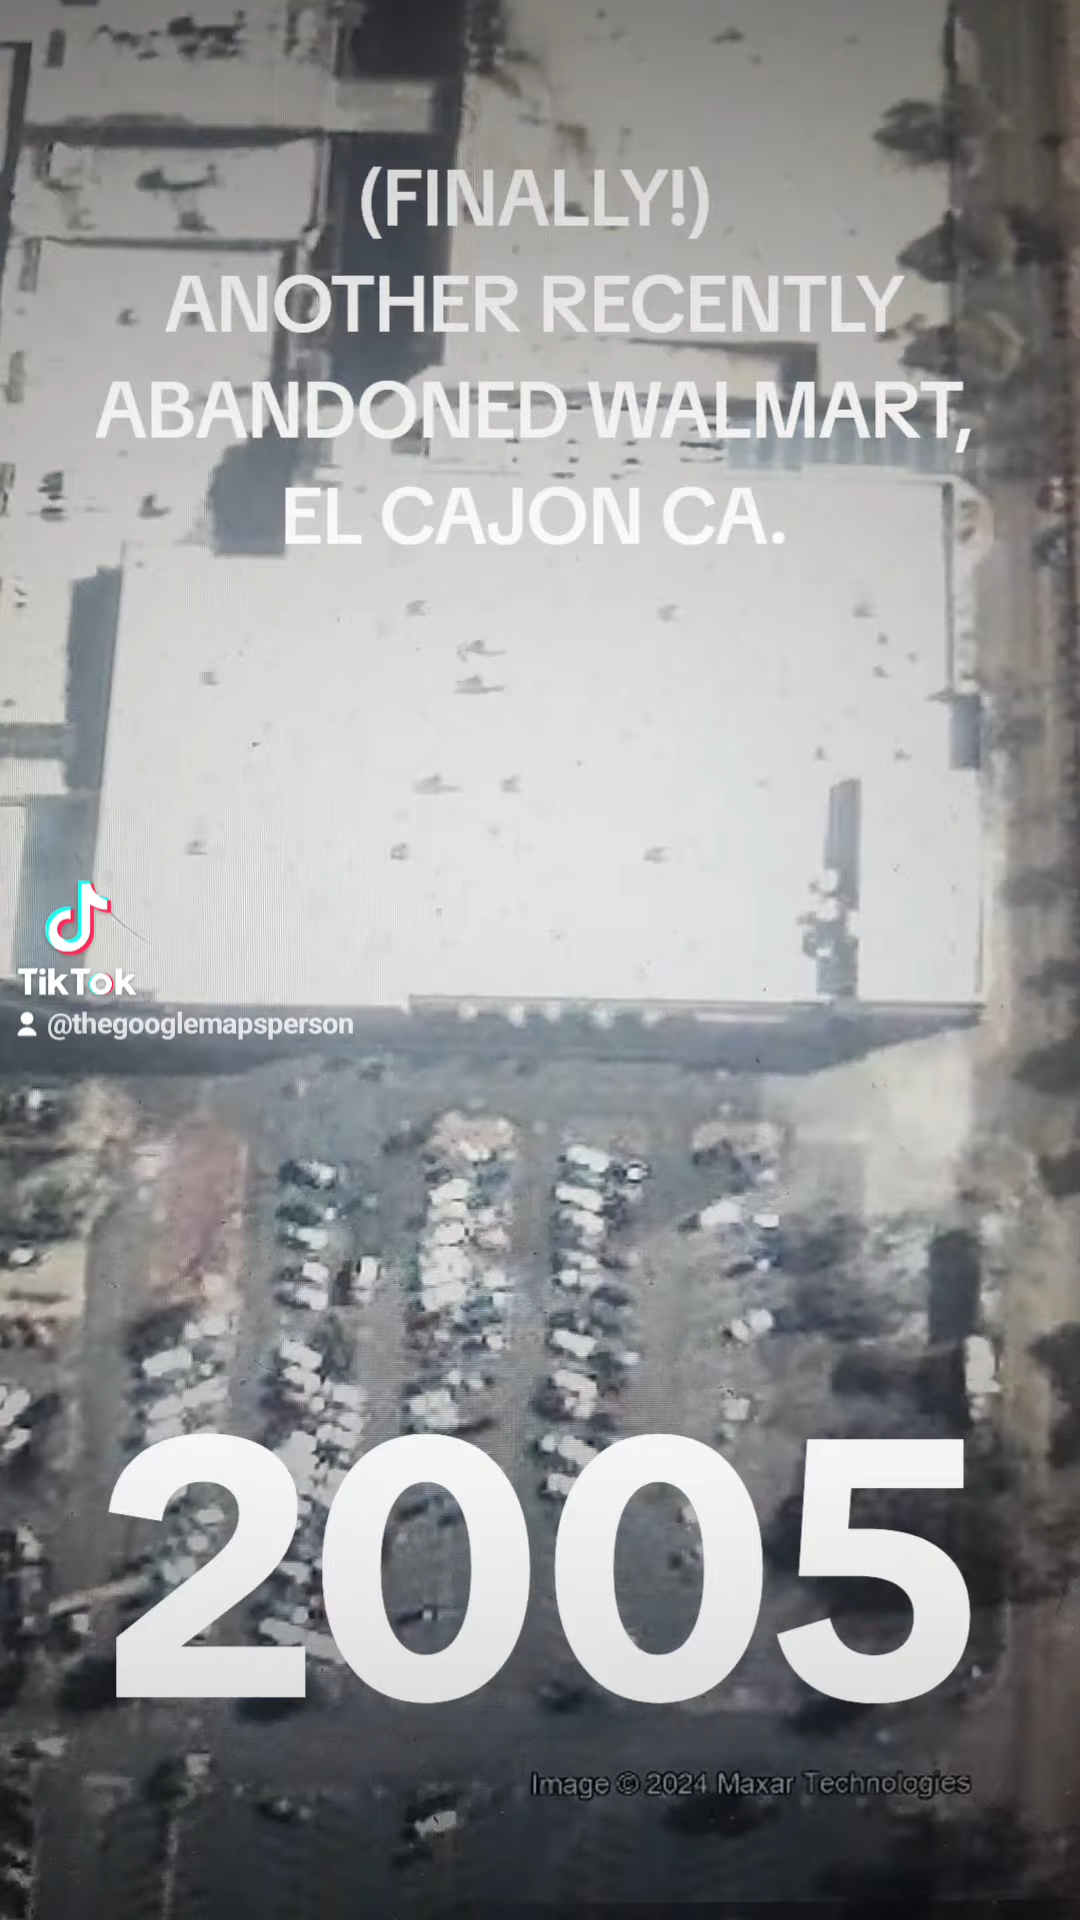 (FINALLY!)
ANOTHER RECENTLY
ABANDONED WALMART,
EL CAJON CA.
TikTok
@thegooglemapsperson
2005
Image © 2024 Maxar Technologies